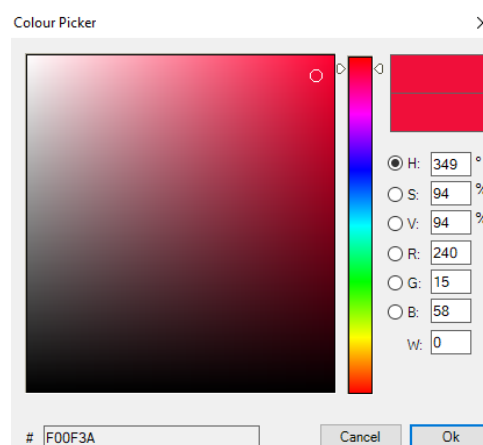 Colour Picker
H: 349 °
S: 94 %
V: 94 %
R: 240
G: 15
B: 58
W: 0
# F00F3A
Cancel
Ok